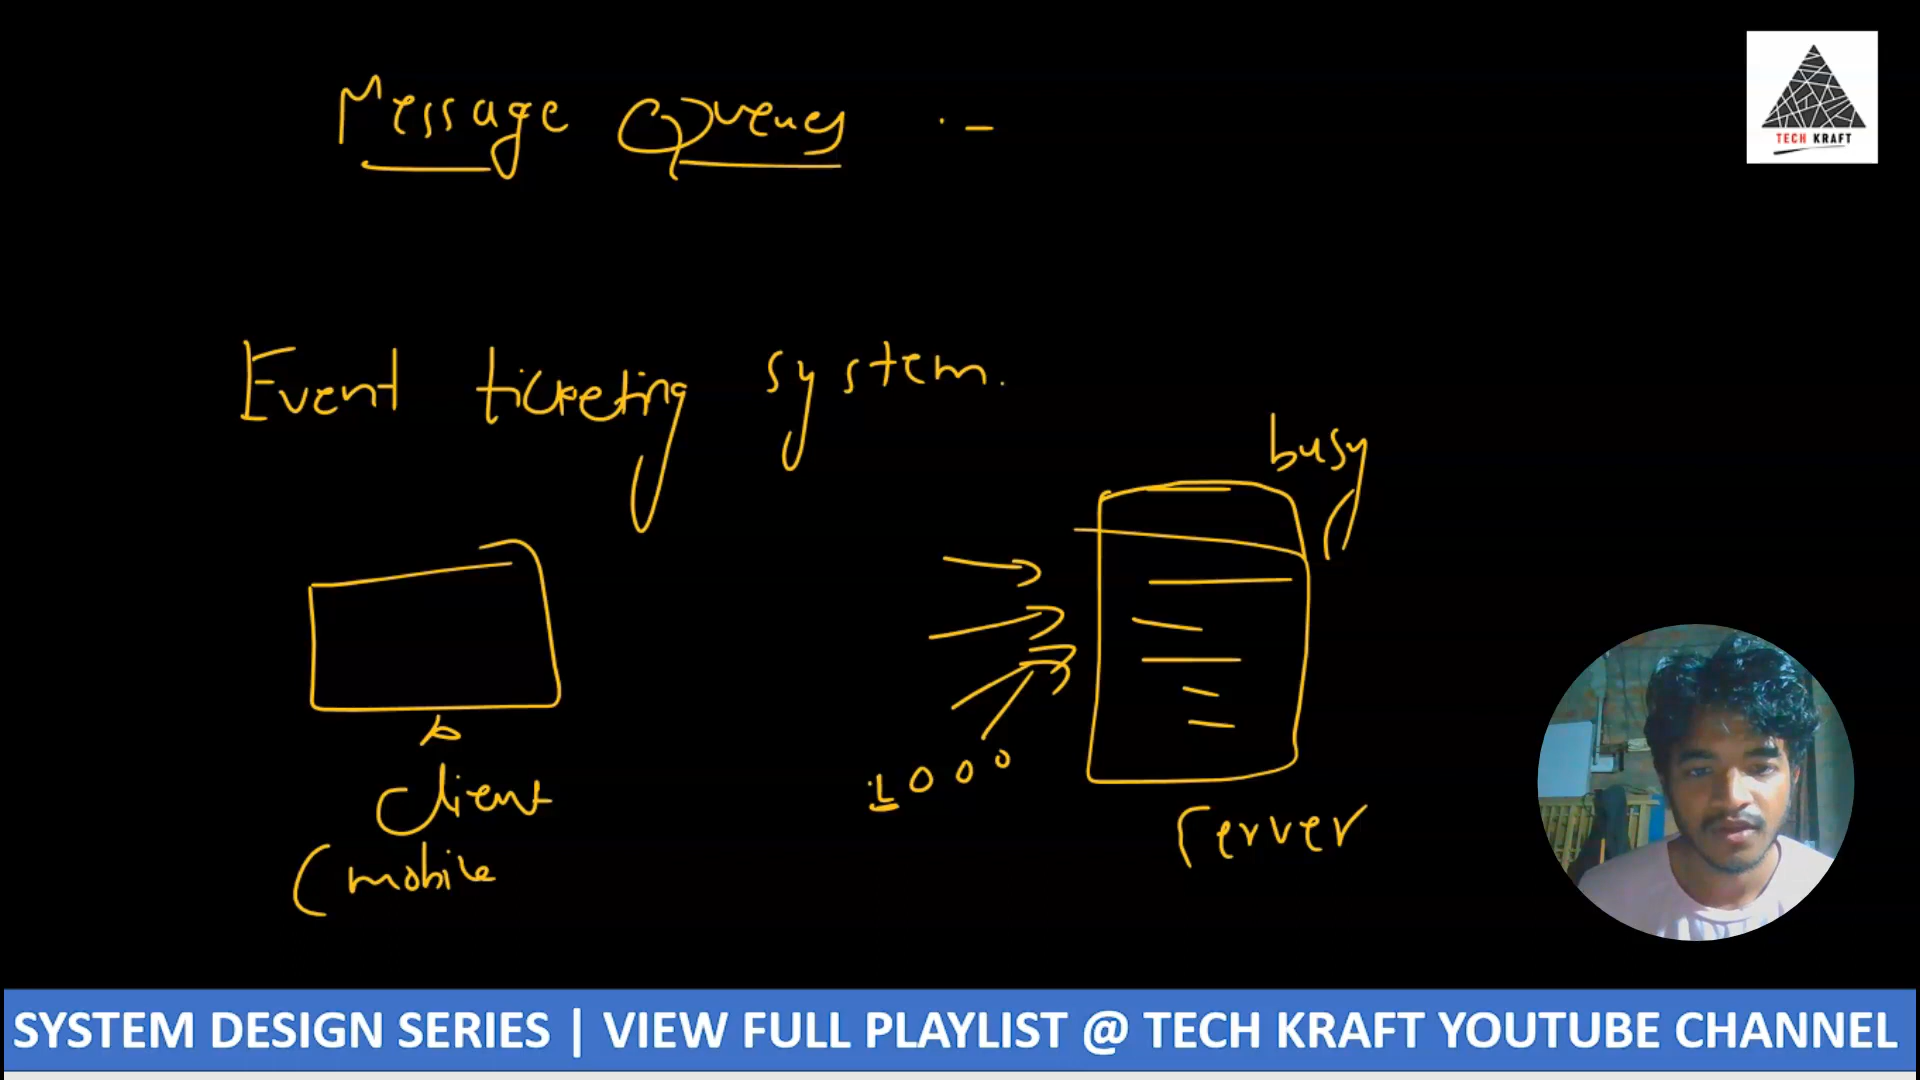 Message Queues :-
TECH KRAFT
Event ticketing system.
busy
1000
Client
(mobile
Server
SYSTEM DESIGN SERIES | VIEW FULL PLAYLIST @ TECH KRAFT YOUTUBE CHANNEL